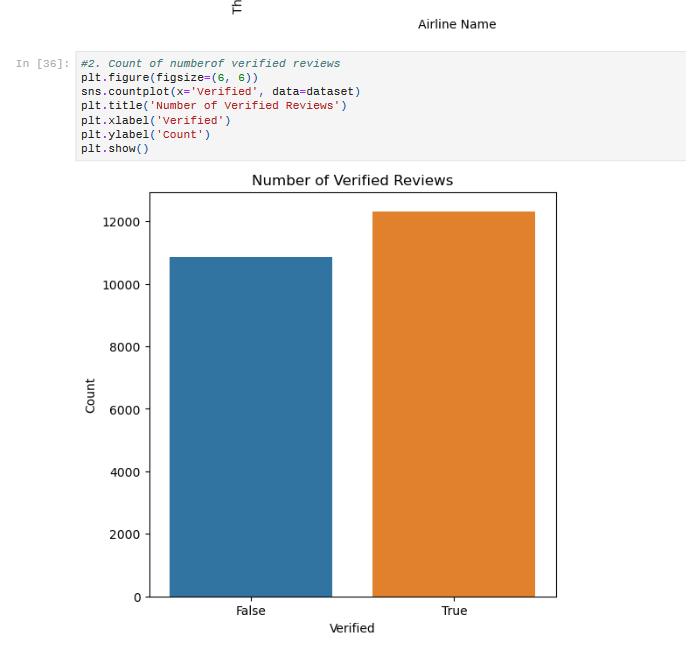 Th
Airline Name
In [36]:
#2. Count of numberof verified reviews
plt.figure(figsize=(6, 6))
sns.countplot(x='Verified', data=dataset)
plt.title('Number of Verified Reviews')
plt.xlabel('Verified')
plt.ylabel('Count')
plt.show()
Number of Verified Reviews
12000
10000
8000
6000
4000
2000
0
Count
False
True
Verified